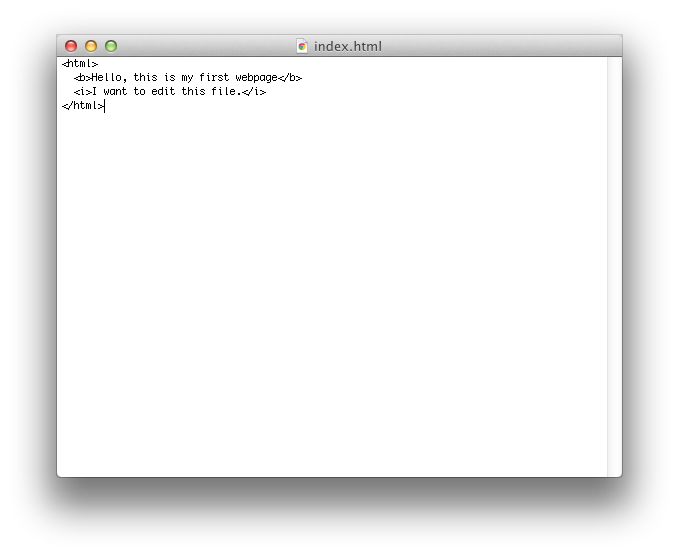 index.html
<html>
<b>Hello, this is my first webpage</b>
<i>I want to edit this file.</i>
</html>